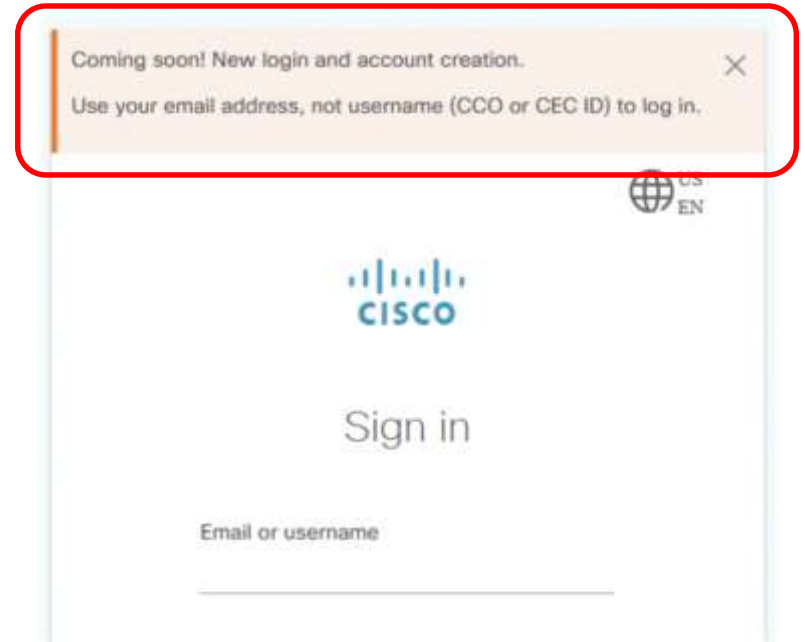 Coming soon! New login and account creation.
Use your email address, not username (CCO or CEC ID) to log in.
US
EN
CISCO
Sign in
Email or username